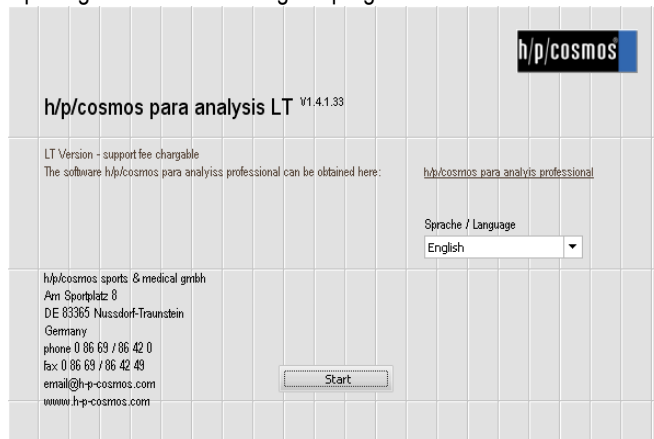 h/p/cosmos
h/p/cosmos para analysis LT V1.4.1.33
LT Version - support fee chargable
The software h/p/cosmos para analyiss professional can be obtained here: h/p/cosmos para analyis professional
Sprache / Language
English
h/p/cosmos sports & medical gmbh
Am Sportplatz 8
DE 83365 Nussdorf-Traunstein
Germany
phone 0 86 69 / 86 42 0
fax 0 86 69 / 86 42 49
email@h-p-cosmos.com
www.h-p-cosmos.com
Start